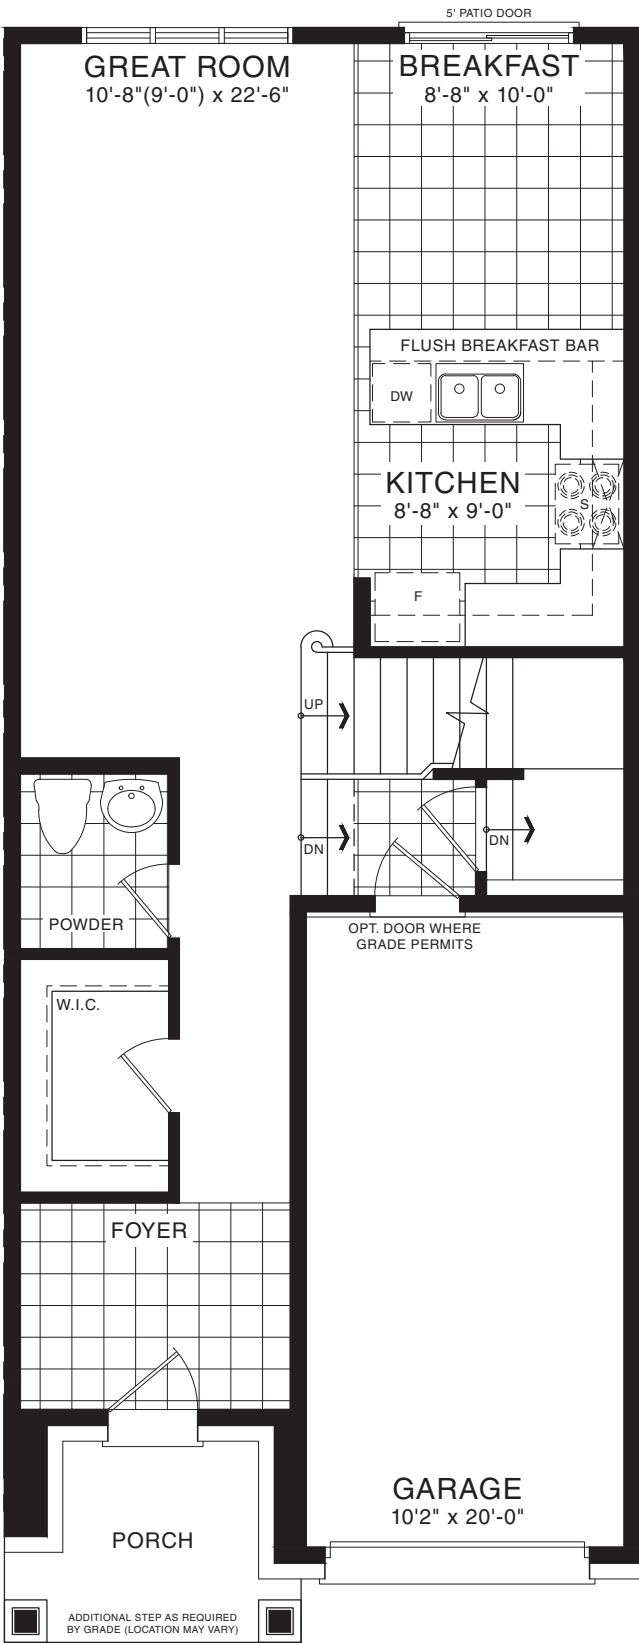 5' PATIO DOOR
GREAT ROOM
10'-8"(9'-0") x 22'-6"
BREAKFAST
8'-8" x 10'-0"
FLUSH BREAKFAST BAR
DW
KITCHEN
8'-8" x 9'-0"
S
F
UP
DN
DN
POWDER
OPT. DOOR WHERE
GRADE PERMITS
W.I.C.
FOYER
GARAGE
10'2" x 20'-0"
PORCH
ADDITIONAL STEP AS REQUIRED
BY GRADE (LOCATION MAY VARY)